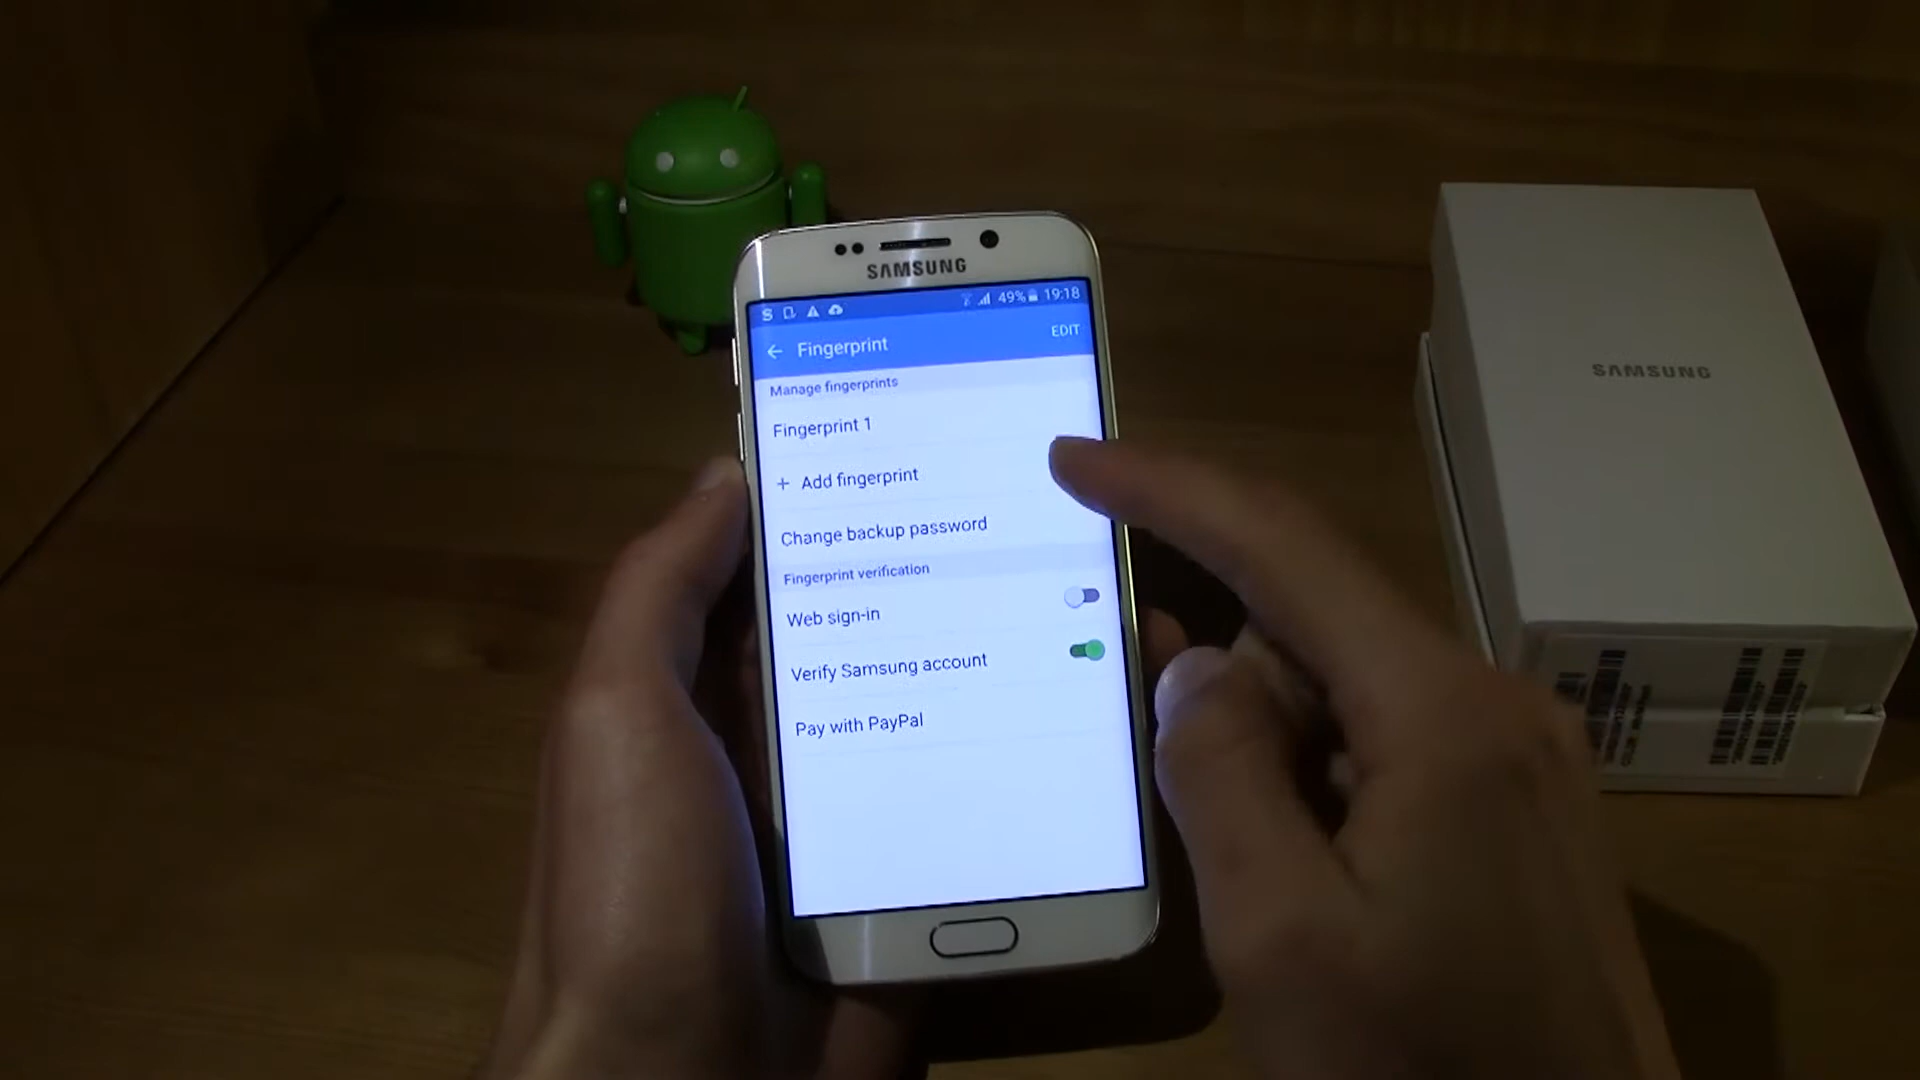 SAMSUNG
49% 19:18
Fingerprint
EDIT
Manage fingerprints
Fingerprint 1
+ Add fingerprint
Change backup password
Fingerprint verification
Web sign-in
Verify Samsung account
Pay with PayPal
SAMSUNG